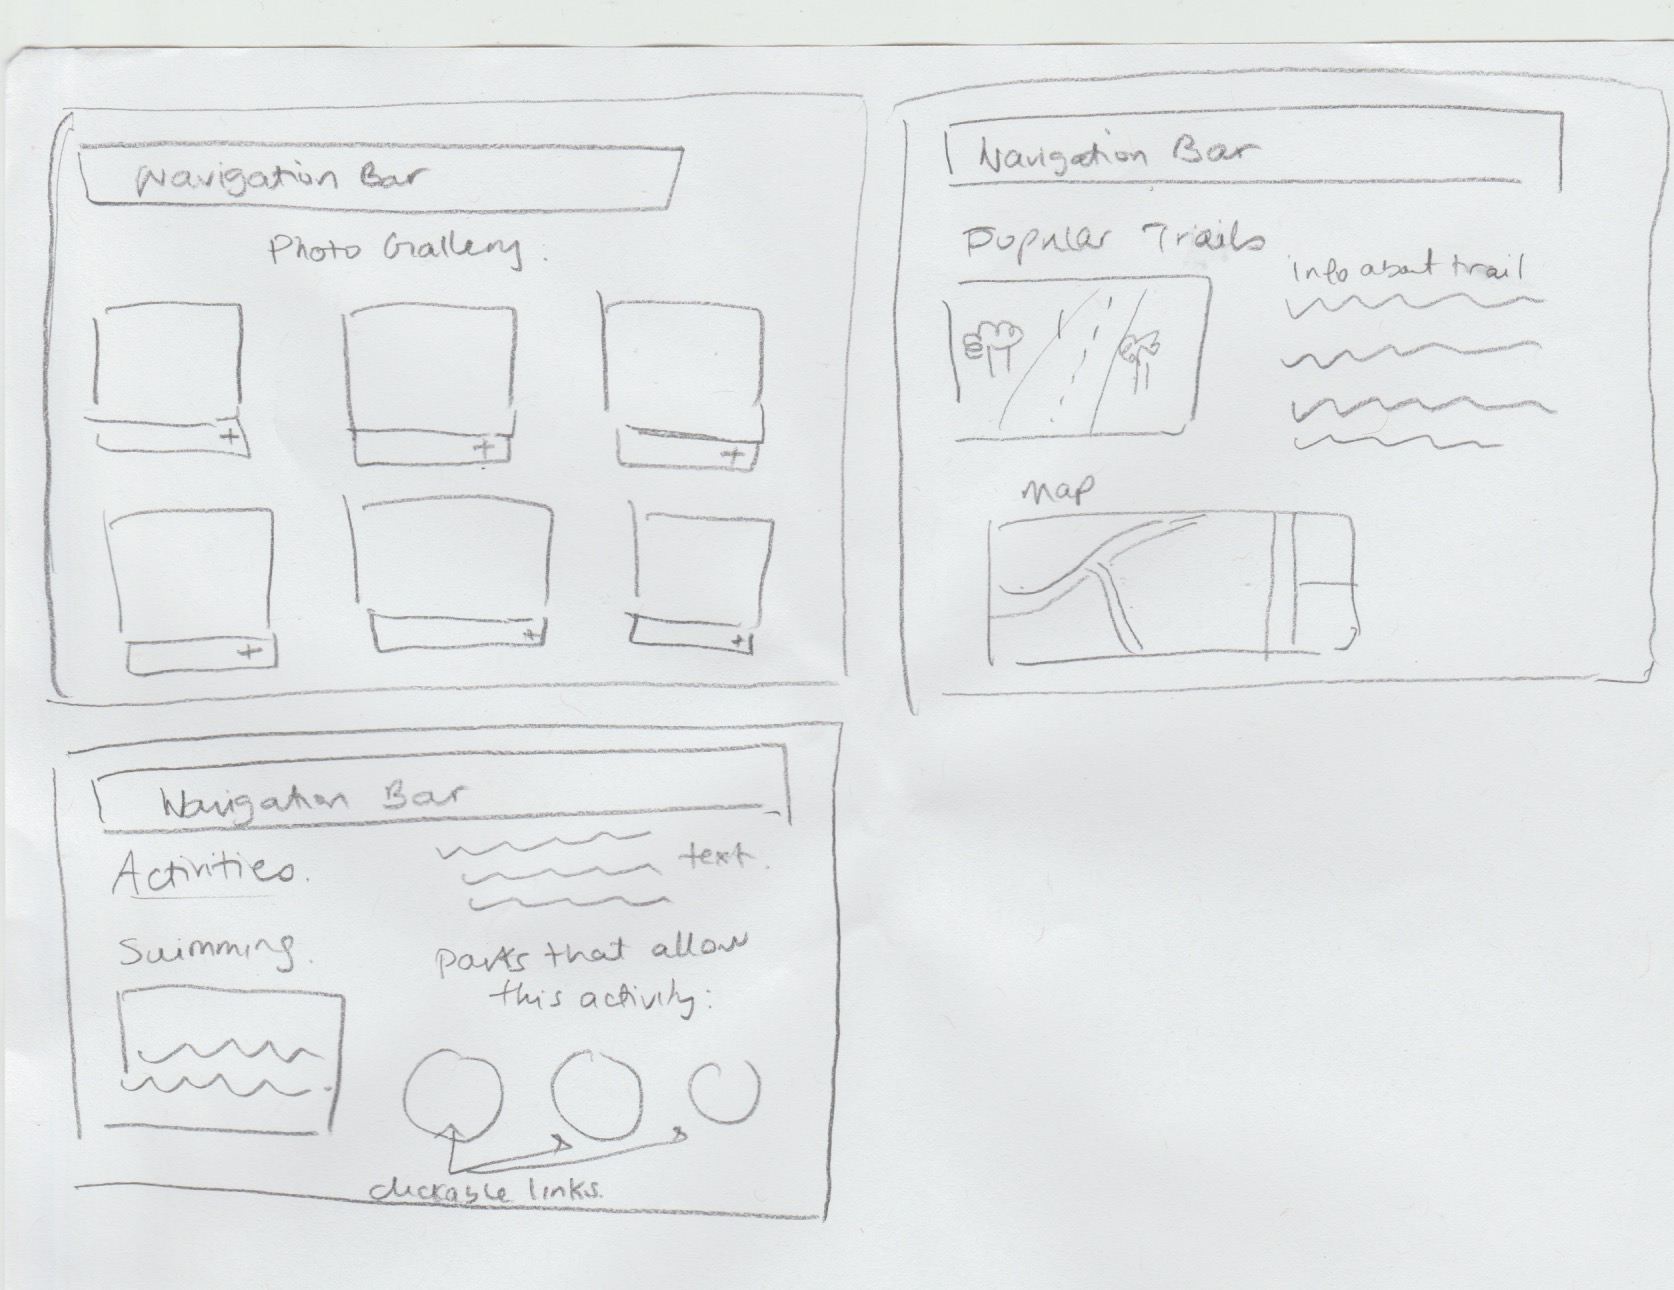 Navigation Bar
Photo Gallery.
+
+
+
+
+
+
Navigation Bar
Popular Trails
info about trail
Map
Navigation Bar
Activities.
text.
Swimming.
parks that allow
this activity:
clickable links.